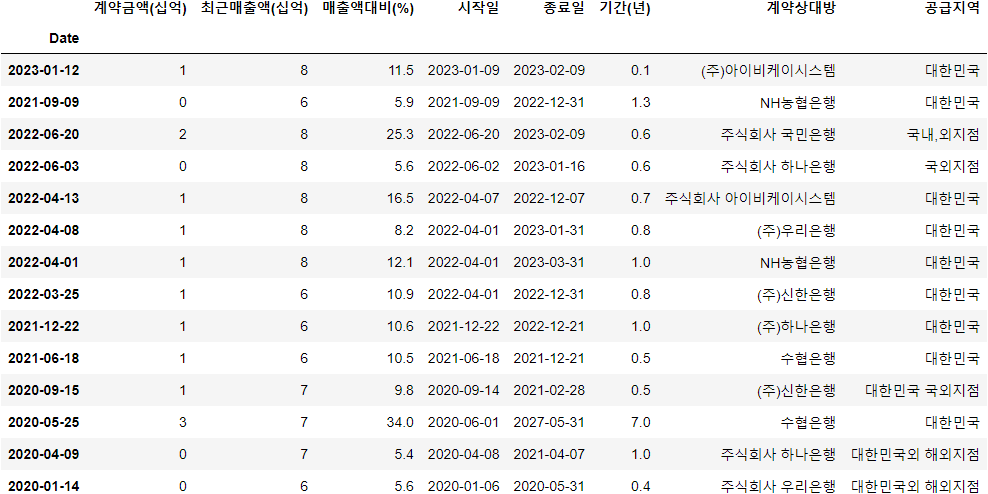 계약금액(십억) 최근매출액(십억) 매출액대비(%) 시작일 종료일 기간(년) 계약상대방 공급지역
Date
2023-01-12 1 8 11.5 2023-01-09 2023-02-09 0.1 (주)아이비케이시스템 대한민국
2021-09-09 0 6 5.9 2021-09-09 2022-12-31 1.3 NH농협은행 대한민국
2022-06-20 2 8 25.3 2022-06-20 2023-02-09 0.6 주식회사 국민은행 국내,외지점
2022-06-03 0 8 5.6 2022-06-02 2023-01-16 0.6 주식회사 하나은행 국외지점
2022-04-13 1 8 16.5 2022-04-07 2022-12-07 0.7 주식회사 아이비케이시스템 대한민국
2022-04-08 1 8 8.2 2022-04-01 2023-01-31 0.8 (주)우리은행 대한민국
2022-04-01 1 8 12.1 2022-04-01 2023-03-31 1.0 NH농협은행 대한민국
2022-03-25 1 6 10.9 2022-04-01 2022-12-31 0.8 (주)신한은행 대한민국
2021-12-22 1 6 10.6 2021-12-22 2022-12-21 1.0 (주)하나은행 대한민국
2021-06-18 1 6 10.5 2021-06-18 2021-12-21 0.5 수협은행 대한민국
2020-09-15 1 7 9.8 2020-09-14 2021-02-28 0.5 (주)신한은행 대한민국 국외지점
2020-05-25 3 7 34.0 2020-06-01 2027-05-31 7.0 수협은행 대한민국
2020-04-09 0 7 5.4 2020-04-08 2021-04-07 1.0 주식회사 하나은행 대한민국외 해외지점
2020-01-14 0 6 5.6 2020-01-06 2020-05-31 0.4 주식회사 우리은행 대한민국외 해외지점